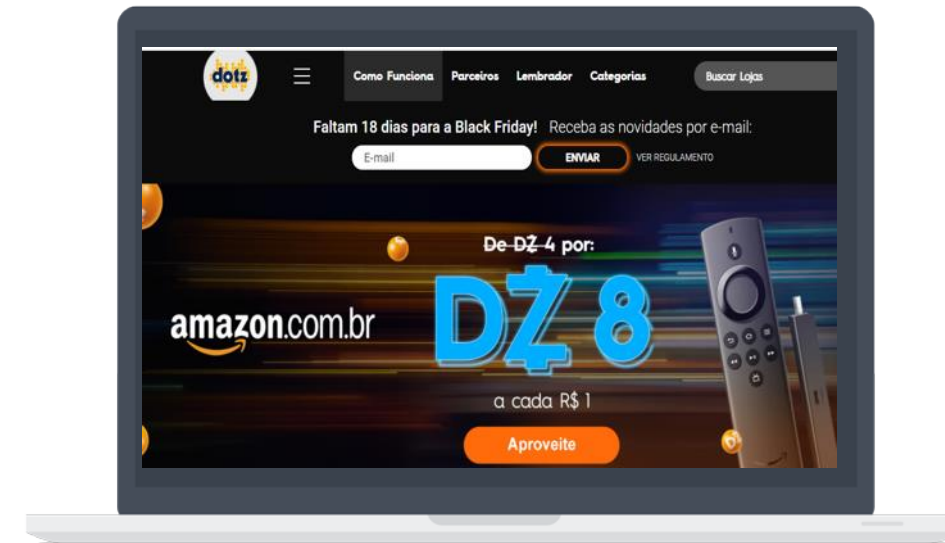 dotz
Como Funciona Parceiros Lembrador Categorias Buscar Lojas
Faltam 18 dias para a Black Friday! Receba as novidades por e-mail:
E-mail ENVIAR VER REGULAMENTO
De DZ 4 por:
DZ 8
amazon.com.br
a cada R$ 1
Aproveite